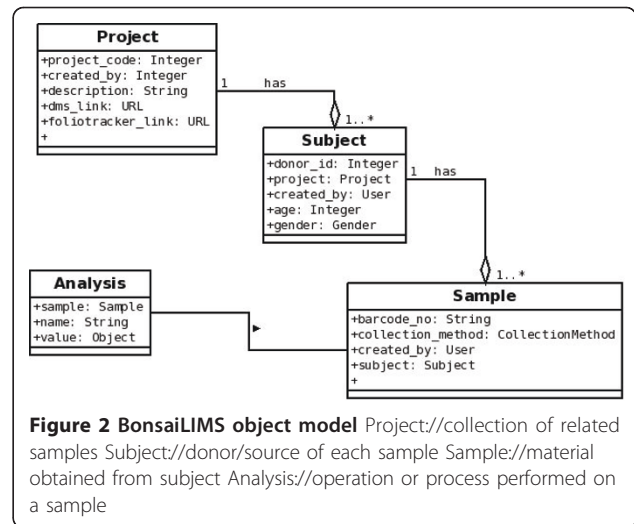 Project
+project_code: Integer
+created_by: Integer
+description: String
+dms_link: URL
+foliotracker_link: URL
+
1 has
1..*
Subject
+donor_id: Integer
+project: Project
+created_by: User
+age: Integer
+gender: Gender
1 has
1..*
Analysis
+sample: Sample
+name: String
+value: Object
Sample
+barcode_no: String
+collection_method: CollectionMethod
+created_by: User
+subject: Subject
+
Figure 2 BonsaiLIMS object model Project://collection of related
samples Subject://donor/source of each sample Sample://material
obtained from subject Analysis://operation or process performed on
a sample